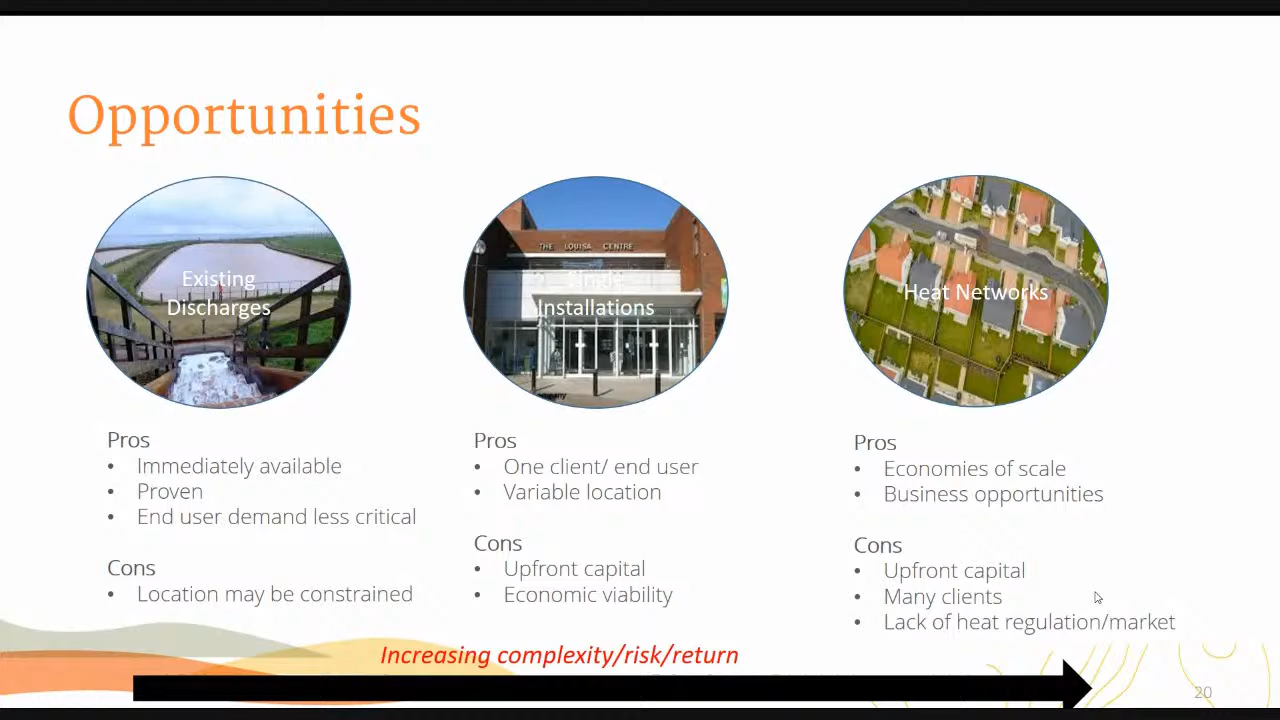 Opportunities
Existing
Discharges
THE LOUISA CENTRE
Single
Installations
Heat Networks
Pros
• Immediately available
• Proven
• End user demand less critical
Cons
• Location may be constrained
Pros
• One client/ end user
• Variable location
Cons
• Upfront capital
• Economic viability
Pros
• Economies of scale
• Business opportunities
Cons
• Upfront capital
• Many clients
• Lack of heat regulation/market
Increasing complexity/risk/return
20